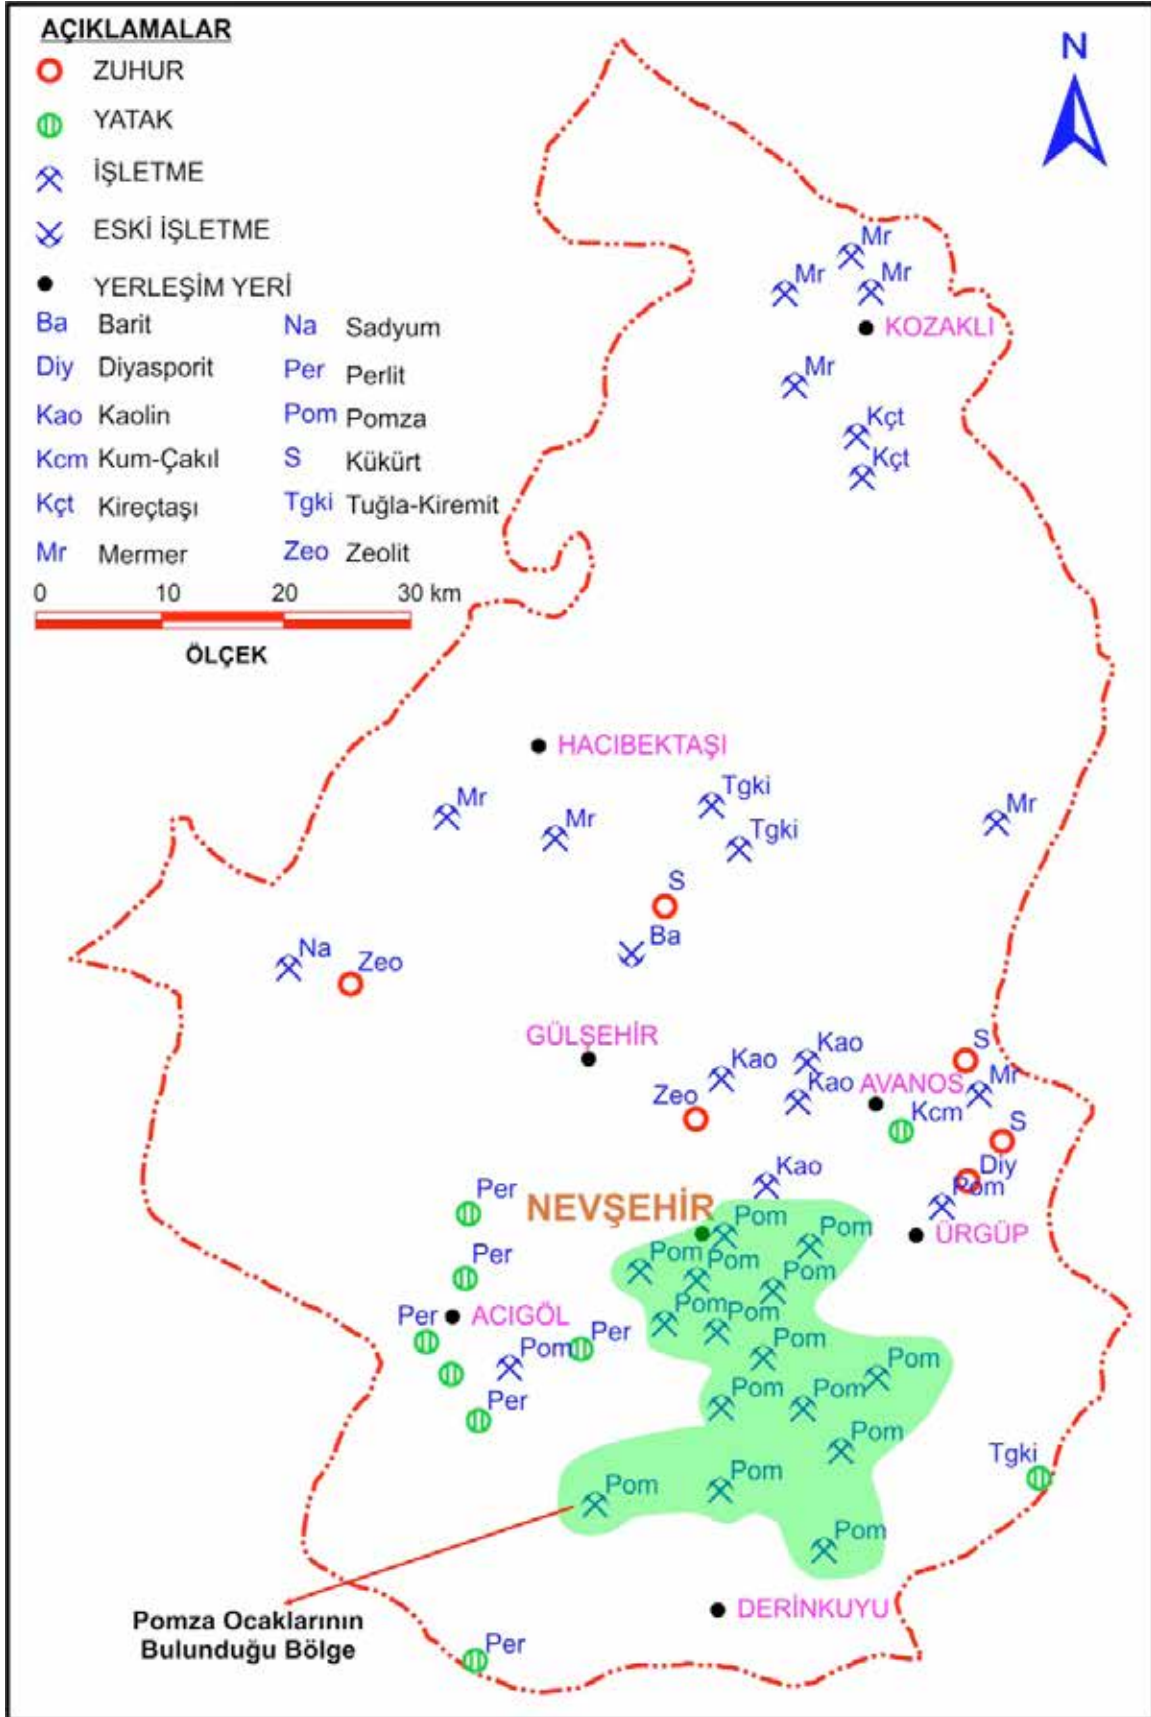 AÇIKLAMALAR
ZUHUR
YATAK
İŞLETME
ESKİ İŞLETME
YERLEŞİM YERİ
Ba Barit
Diy Diyasporit
Kao Kaolin
Kcm Kum-Çakıl
Kçt Kireçtaşı
Mr Mermer
Na Sadyum
Per Perlit
Pom Pomza
S Kükürt
Tgki Tuğla-Kiremit
Zeo Zeolit
0 10 20 30 km
ÖLÇEK
N
Mr
Mr
Mr
KOZAKLI
Mr
Kçt
Kçt
HACIBEKTAŞI
Mr
Mr
Tgki
Tgki
Mr
S
Ba
Na
Zeo
GÜLŞEHİR
Kao
Kao
Kao
AVANOS
S
Mr
Zeo
Kcm
S
Diy
Pom
Kao
NEVŞEHİR
ÜRGÜP
Per
Per
Pom
Pom
Pom
Pom
Pom
Pom
Pom
Pom
Per
ACIGÖL
Pom
Per
Pom
Per
Pom
Pom
Pom
Pom
Pom
Pom
Tgki
Pom
DERİNKUYU
Pomza Ocaklarının
Bulunduğu Bölge
Per